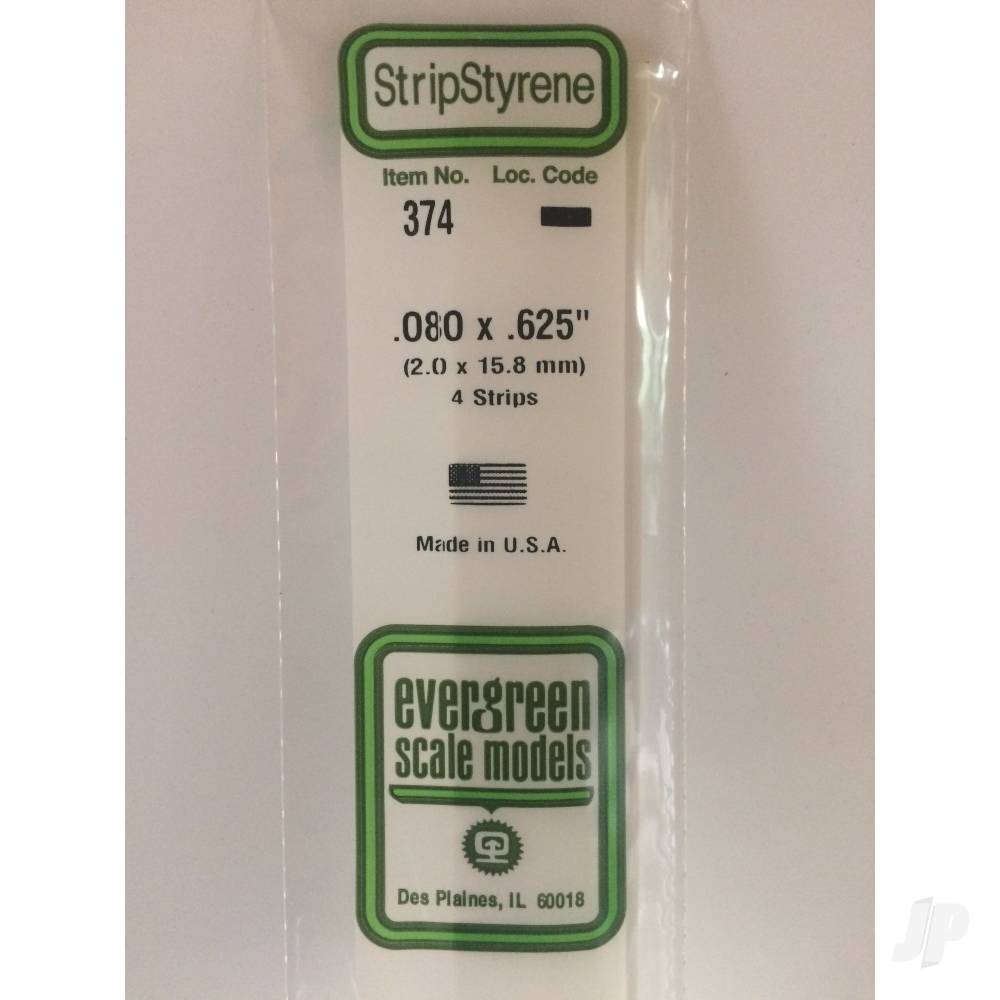 StripStyrene
Item No. Loc. Code
374
.080 x .625"
(2.0 x 15.8 mm)
4 Strips
Made in U.S.A.
evergreen
scale models
Des Plaines, IL 60018
JP